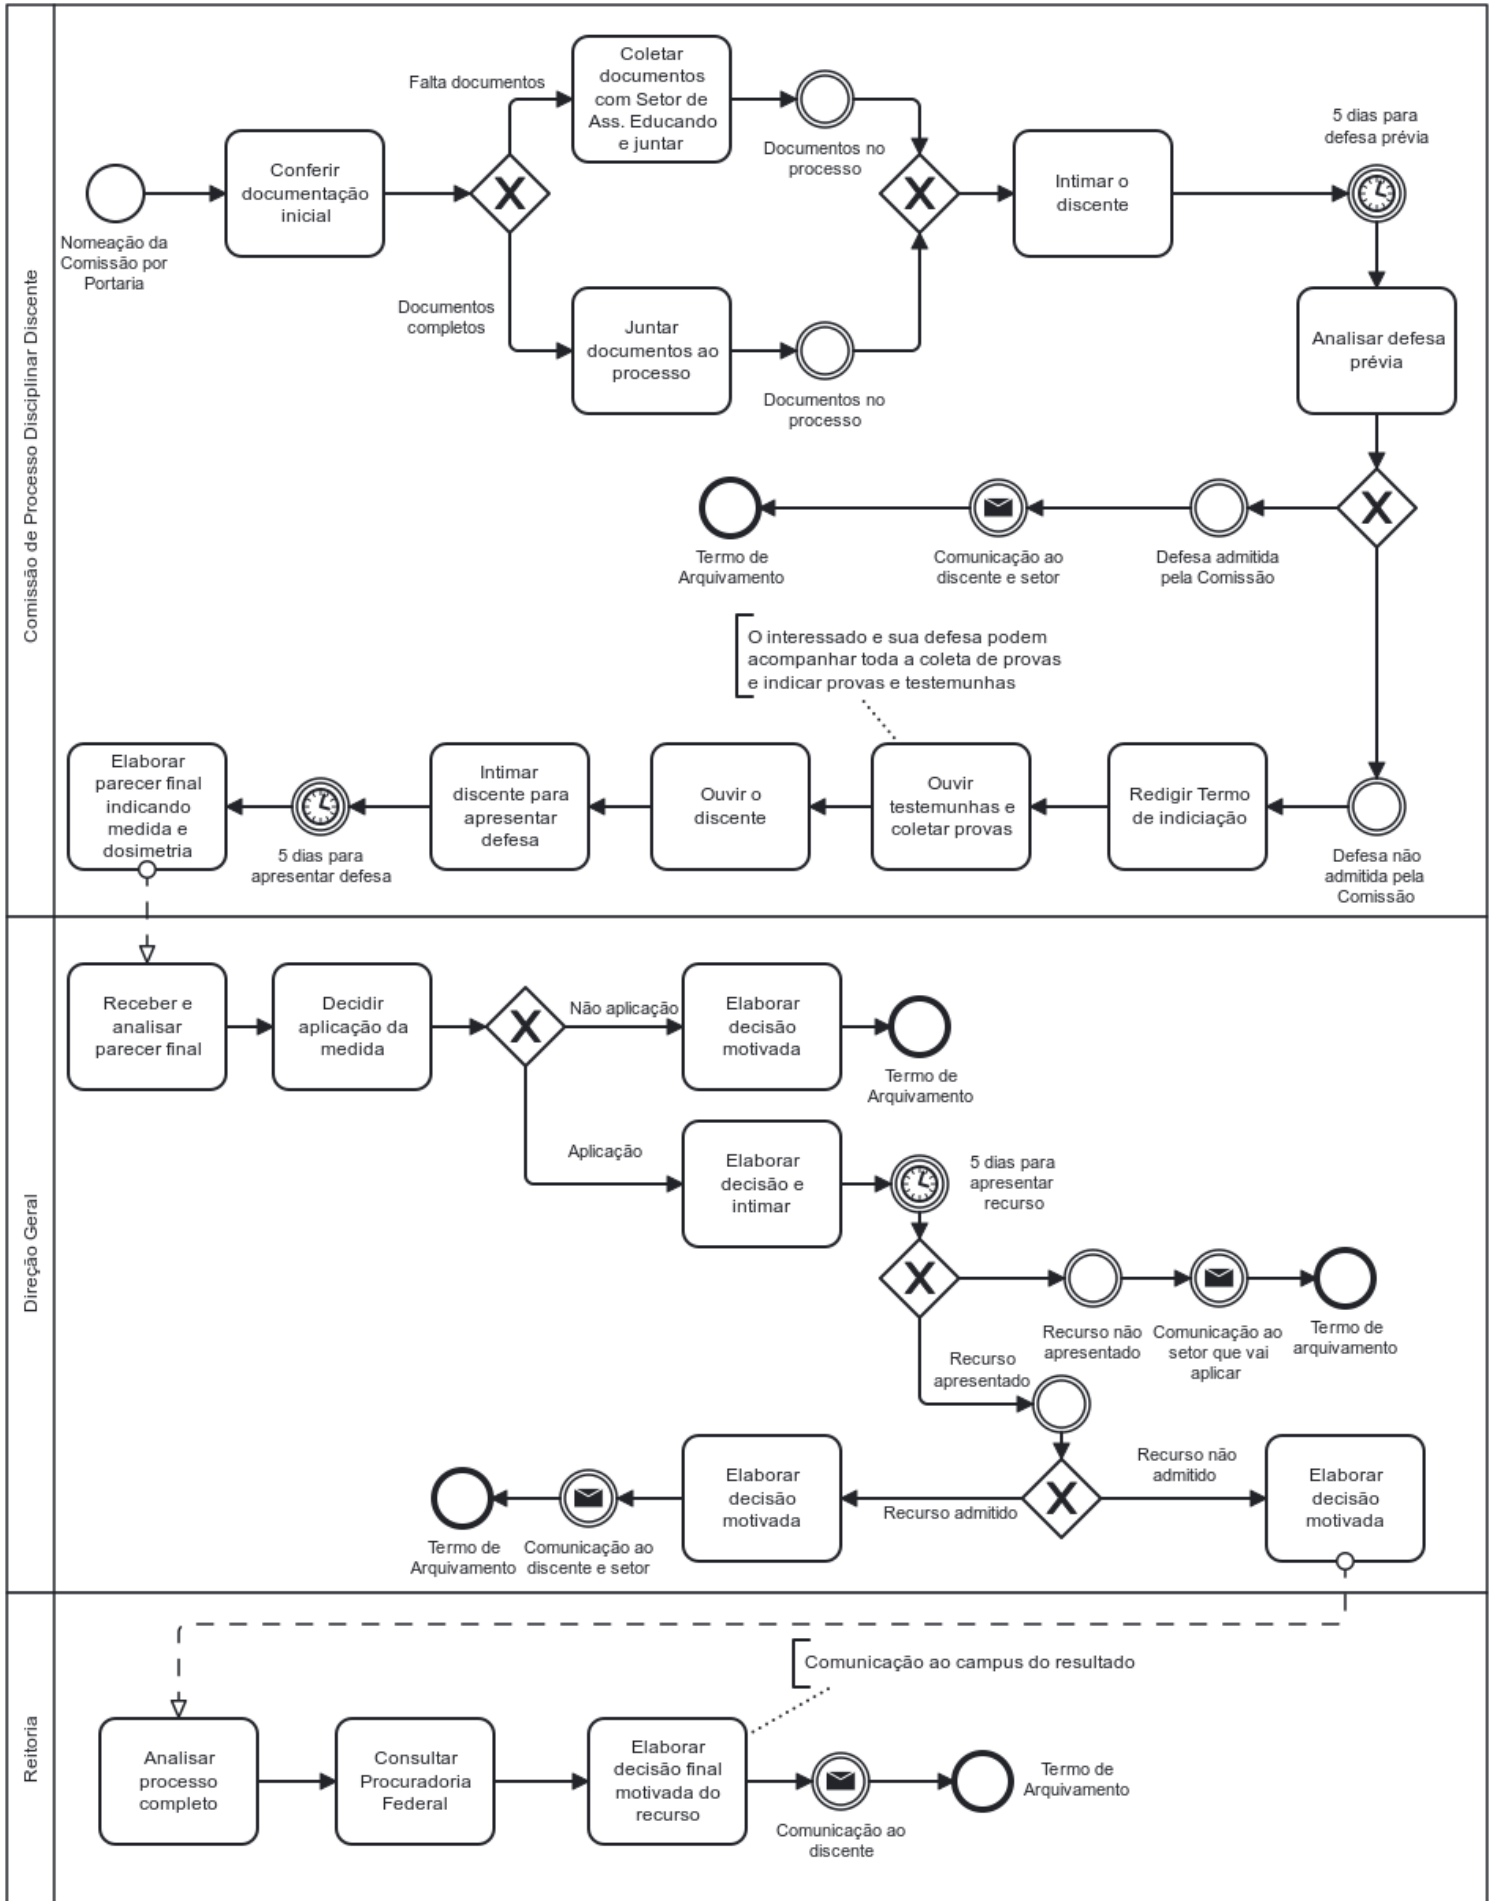 Comissão de Processo Disciplinar Discente
Nomeação da
Comissão por
Portaria
Conferir
documentação
inicial
Falta documentos
Documentos
completos
Coletar
documentos
com Setor de
Ass. Educando
e juntar
Documentos no
processo
Juntar
documentos ao
processo
Documentos no
processo
Intimar o
discente
5 dias para
defesa prévia
Analisar defesa
prévia
Defesa admitida
pela Comissão
Comunicação ao
discente e setor
Termo de
Arquivamento
O interessado e sua defesa podem
acompanhar toda a coleta de provas
e indicar provas e testemunhas
Defesa não
admitida pela
Comissão
Redigir Termo
de indiciação
Ouvir
testemunhas e
coletar provas
Ouvir o
discente
Intimar
discente para
apresentar
defesa
5 dias para
apresentar defesa
Elaborar
parecer final
indicando
medida e
dosimetria
Direção Geral
Receber e
analisar
parecer final
Decidir
aplicação da
medida
Não aplicação
Elaborar
decisão
motivada
Termo de
Arquivamento
Aplicação
Elaborar
decisão e
intimar
5 dias para
apresentar
recurso
Recurso não
apresentado
Comunicação ao
setor que vai
aplicar
Termo de
arquivamento
Recurso
apresentado
Recurso admitido
Elaborar
decisão
motivada
Comunicação ao
discente e setor
Termo de
Arquivamento
Recurso não
admitido
Elaborar
decisão
motivada
Reitoria
Comunicação ao campus do resultado
Analisar
processo
completo
Consultar
Procuradoria
Federal
Elaborar
decisão final
motivada do
recurso
Comunicação ao
discente
Termo de
Arquivamento